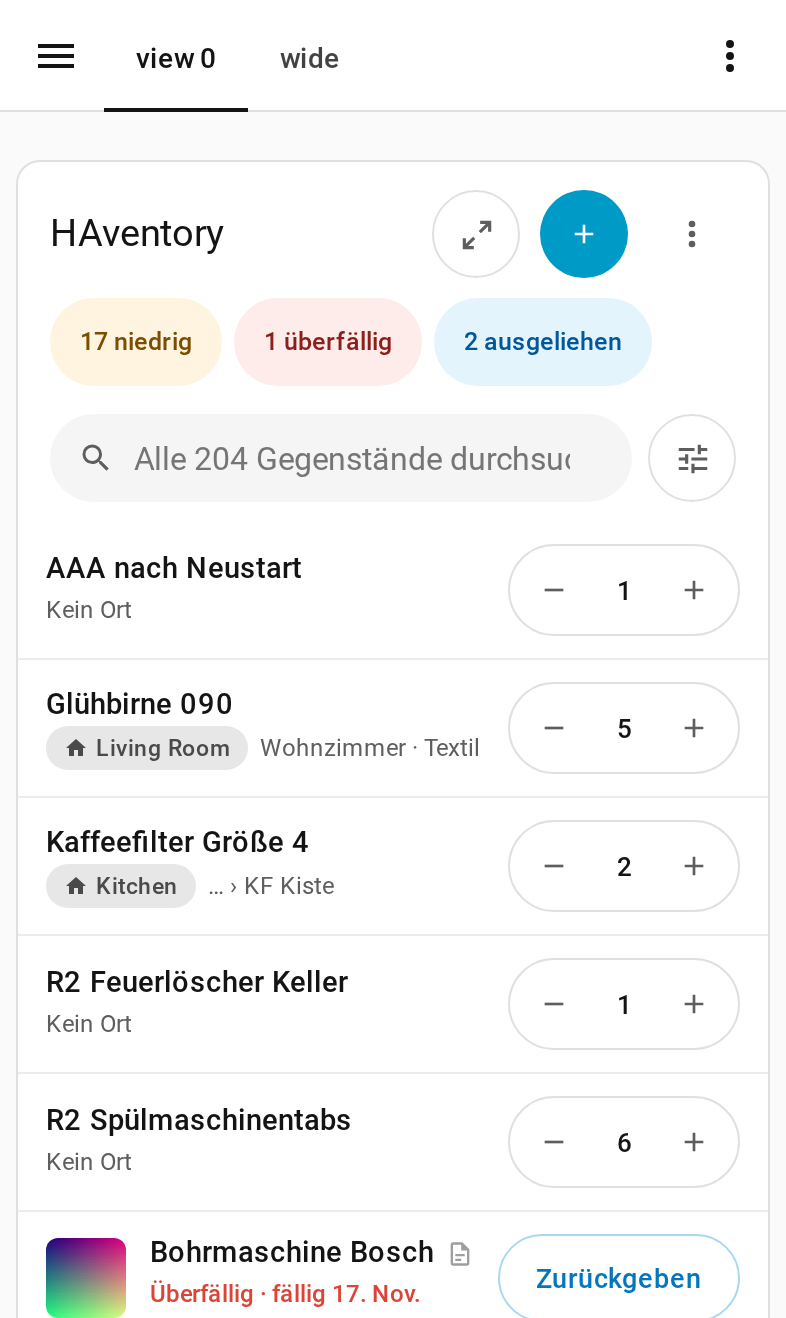 view 0 wide
HAventory
17 niedrig 1 überfällig 2 ausgeliehen
Alle 204 Gegenstände durchsuc
AAA nach Neustart
Kein Ort
1
Glühbirne 090
Living Room Wohnzimmer · Textil
5
Kaffeefilter Größe 4
Kitchen … › KF Kiste
2
R2 Feuerlöscher Keller
Kein Ort
1
R2 Spülmaschinentabs
Kein Ort
6
Bohrmaschine Bosch
Überfällig · fällig 17. Nov.
Zurückgeben